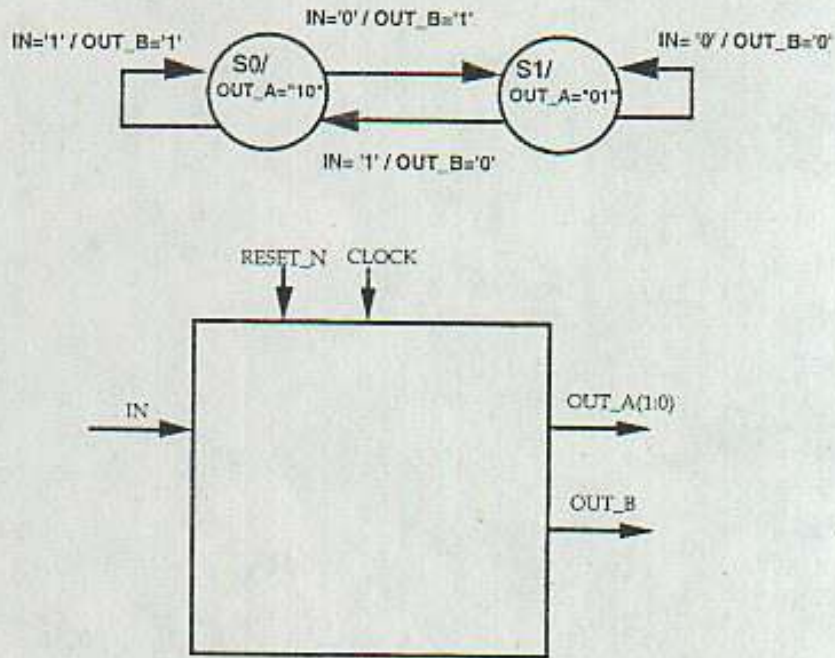 IN='0' / OUT_B='1'
IN='1' / OUT_B='1'
S0/
OUT_A="10"
S1/
OUT_A="01"
IN= '0' / OUT_B='0'
IN= '1' / OUT_B='0'
RESET_N CLOCK
IN
OUT_A(1:0)
OUT_B